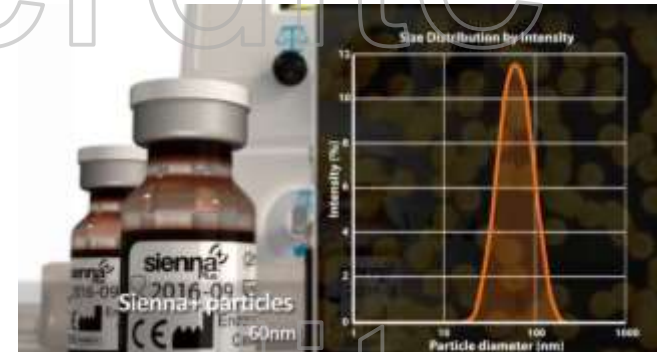 Size Distribution by Intensity
12
10
8
6
4
2
0
Intensity (%)
1
10
100
1000
Particle diameter (nm)
sienna+
2016-09
2016-09
Sienna+ particles
60nm
CE